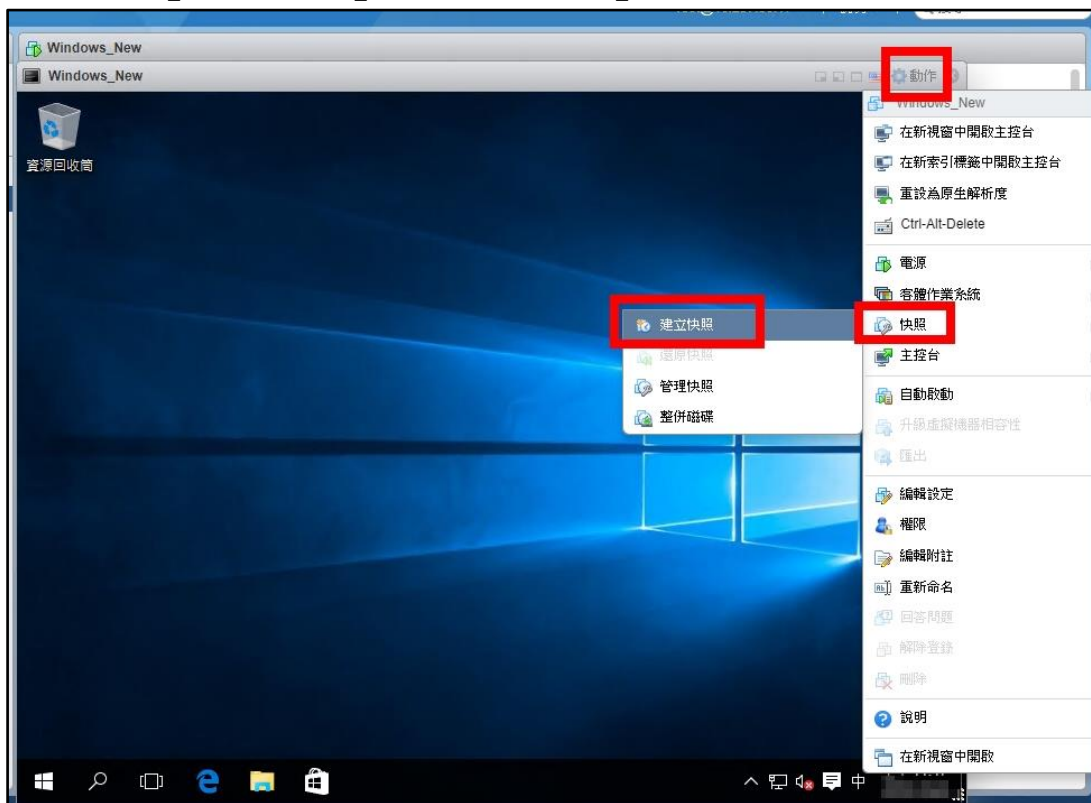 Windows_New
Windows_New
動作
資源回收筒
Windows_New
在新視窗中開啟主控台
在新索引標籤中開啟主控台
重設為原生解析度
Ctrl-Alt-Delete
電源
客體作業系統
快照
主控台
自動啟動
升級虛擬機器相容性
匯出
編輯設定
權限
編輯附註
重新命名
回答問題
解除登錄
刪除
說明
在新視窗中開啟
建立快照
還原快照
管理快照
整併磁碟
中